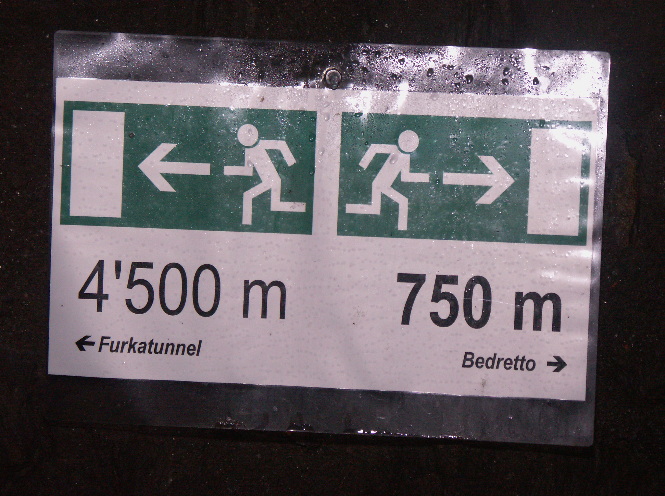 4'500 m 750 m
←Furkatunnel
Bedretto →